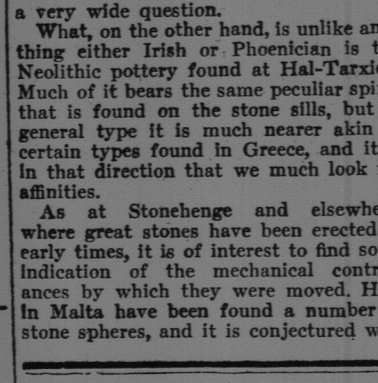 a very wide question.
What, on the other hand, is unlike an
thing either Irish or Phoenician is t
Neolithic pottery found at Hal-Tarxi
Much of it bears the same peculiar spi
that is found on the stone sills, but
general type it is much nearer akin
certain types found in Greece, and it
in that direction that we much look
affinities.
As at Stonehenge and elsewhe
where great stones have been erected
early times, it is of interest to find so
indication of the mechanical contr
ances by which they were moved. H
in Malta have been found a number
stone spheres, and it is conjectured w